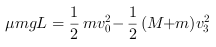 μmgL = 1/2 mv₀² − 1/2 (M+m)v₃²